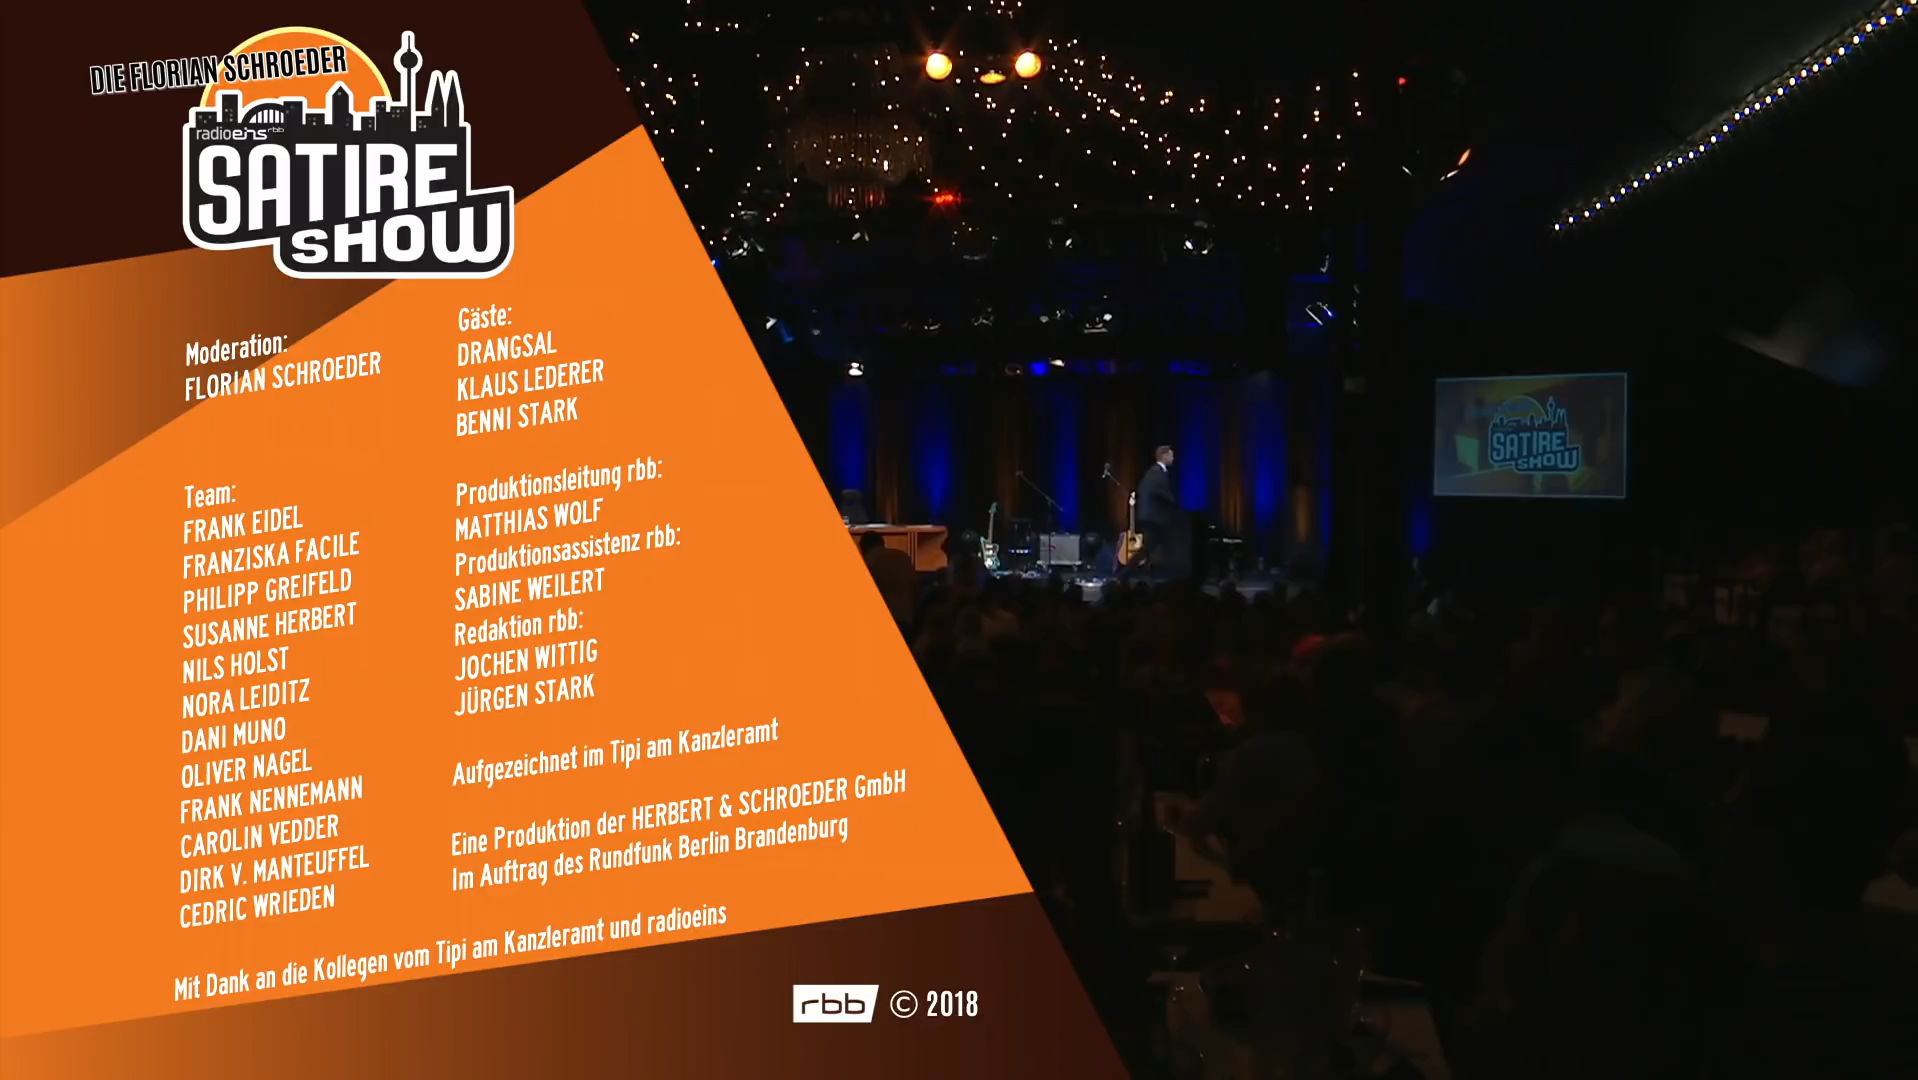 DIE FLORIAN SCHROEDER
radioeins rbb
SATIRE
SHOW
Moderation:
FLORIAN SCHROEDER
Team:
FRANK EIDEL
FRANZISKA FACILE
PHILIPP GREIFELD
SUSANNE HERBERT
NILS HOLST
NORA LEIDITZ
DANI MUNO
OLIVER NAGEL
FRANK NENNEMANN
CAROLIN VEDDER
DIRK V. MANTEUFFEL
CEDRIC WRIEDEN
Gäste:
DRANGSAL
KLAUS LEDERER
BENNI STARK
Produktionsleitung rbb:
MATTHIAS WOLF
Produktionsassistenz rbb:
SABINE WEILERT
Redaktion rbb:
JOCHEN WITTIG
JÜRGEN STARK
Aufgezeichnet im Tipi am Kanzleramt
Eine Produktion der HERBERT & SCHROEDER GmbH
Im Auftrag des Rundfunk Berlin Brandenburg
Mit Dank an die Kollegen vom Tipi am Kanzleramt und radioeins
rbb © 2018
SATIRE
SHOW